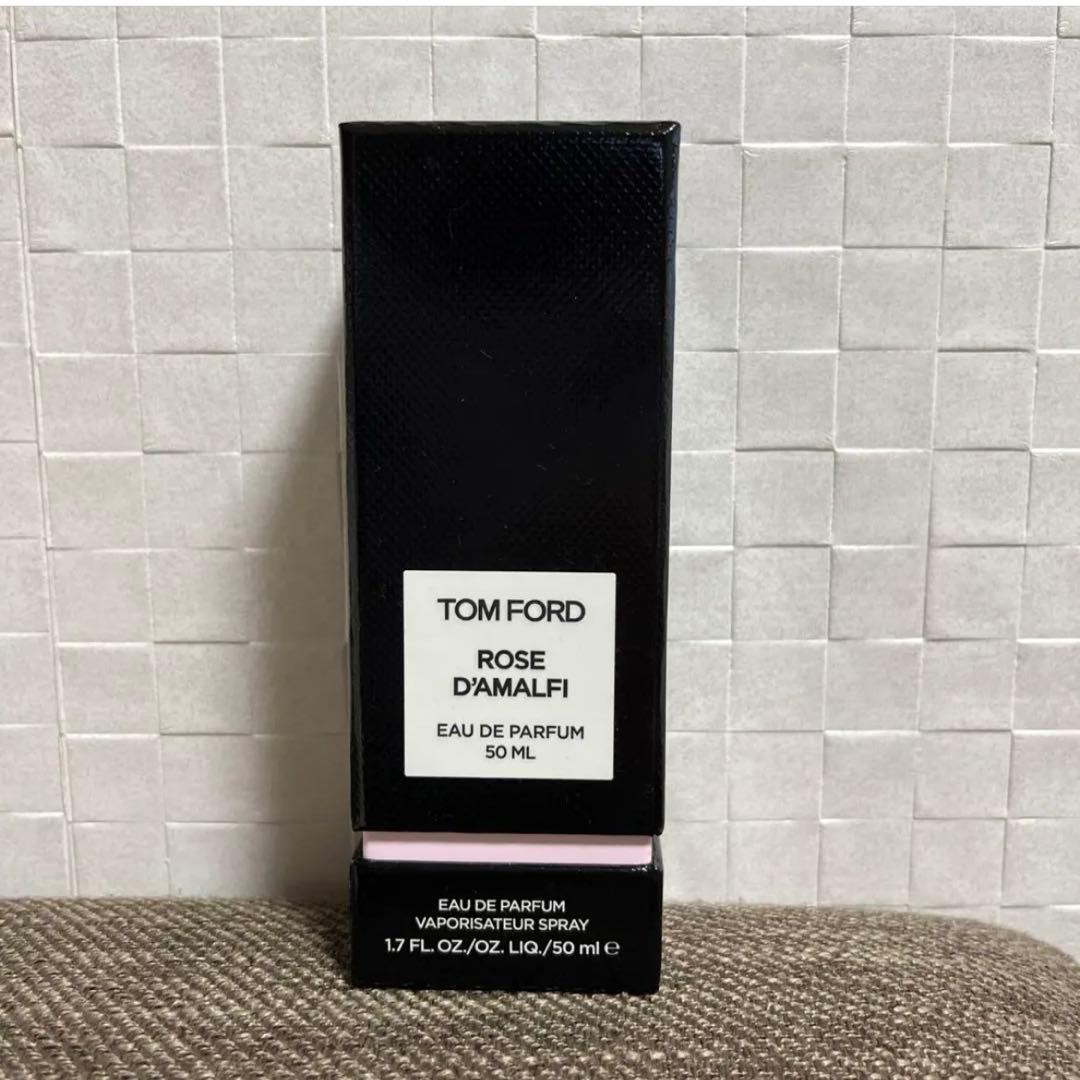 TOM FORD
ROSE
D'AMALFI
EAU DE PARFUM
50 ML
EAU DE PARFUM
VAPORISATEUR SPRAY
1.7 FL. OZ./OZ. LIQ./50 ml ℮